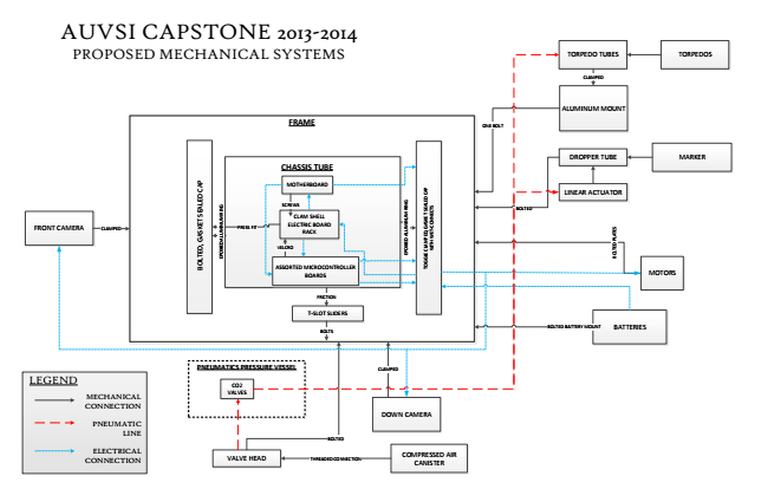 AUVSI CAPSTONE 2013-2014
PROPOSED MECHANICAL SYSTEMS
TORPEDO TUBES
TORPEDOS
CLAMPED
ALUMINUM MOUNT
ONE BOLT
FRAME
DROPPER TUBE
MARKER
LINEAR ACTUATOR
BOLTED
CHASSIS TUBE
MOTHERBOARD
SCREWS
CLAM SHELL
ELECTRIC BOARD
RACK
PRESS FIT
VELCRO
ASSORTED MICROCONTROLLER
BOARDS
BOLTED, GASKET SEALED CAP
EPOXIED ALUMINUM RING
EPOXIED ALUMINUM RING
TOGGLE CLAMPED, GASKET SEALED CAP
FRONT CAMERA
CLAMPED
BOLTED PLATES
MOTORS
FRICTION
T-SLOT SLIDERS
BOLTS
BOLTED BATTERY MOUNT
BATTERIES
PNEUMATICS PRESSURE VESSEL
CO2
VALVES
CLAMPED
DOWN CAMERA
BOLTED
VALVE HEAD
THREADED CONNECTION
COMPRESSED AIR
CANISTER
LEGEND
MECHANICAL
CONNECTION
PNEUMATIC
LINE
ELECTRICAL
CONNECTION